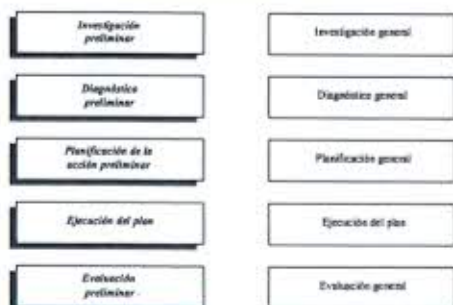 Investigación
preliminar
Investigación general
Diagnóstico
preliminar
Diagnóstico general
Planificación de la
acción preliminar
Planificación general
Ejecución del plan
Ejecución del plan
Evaluación
preliminar
Evaluación general